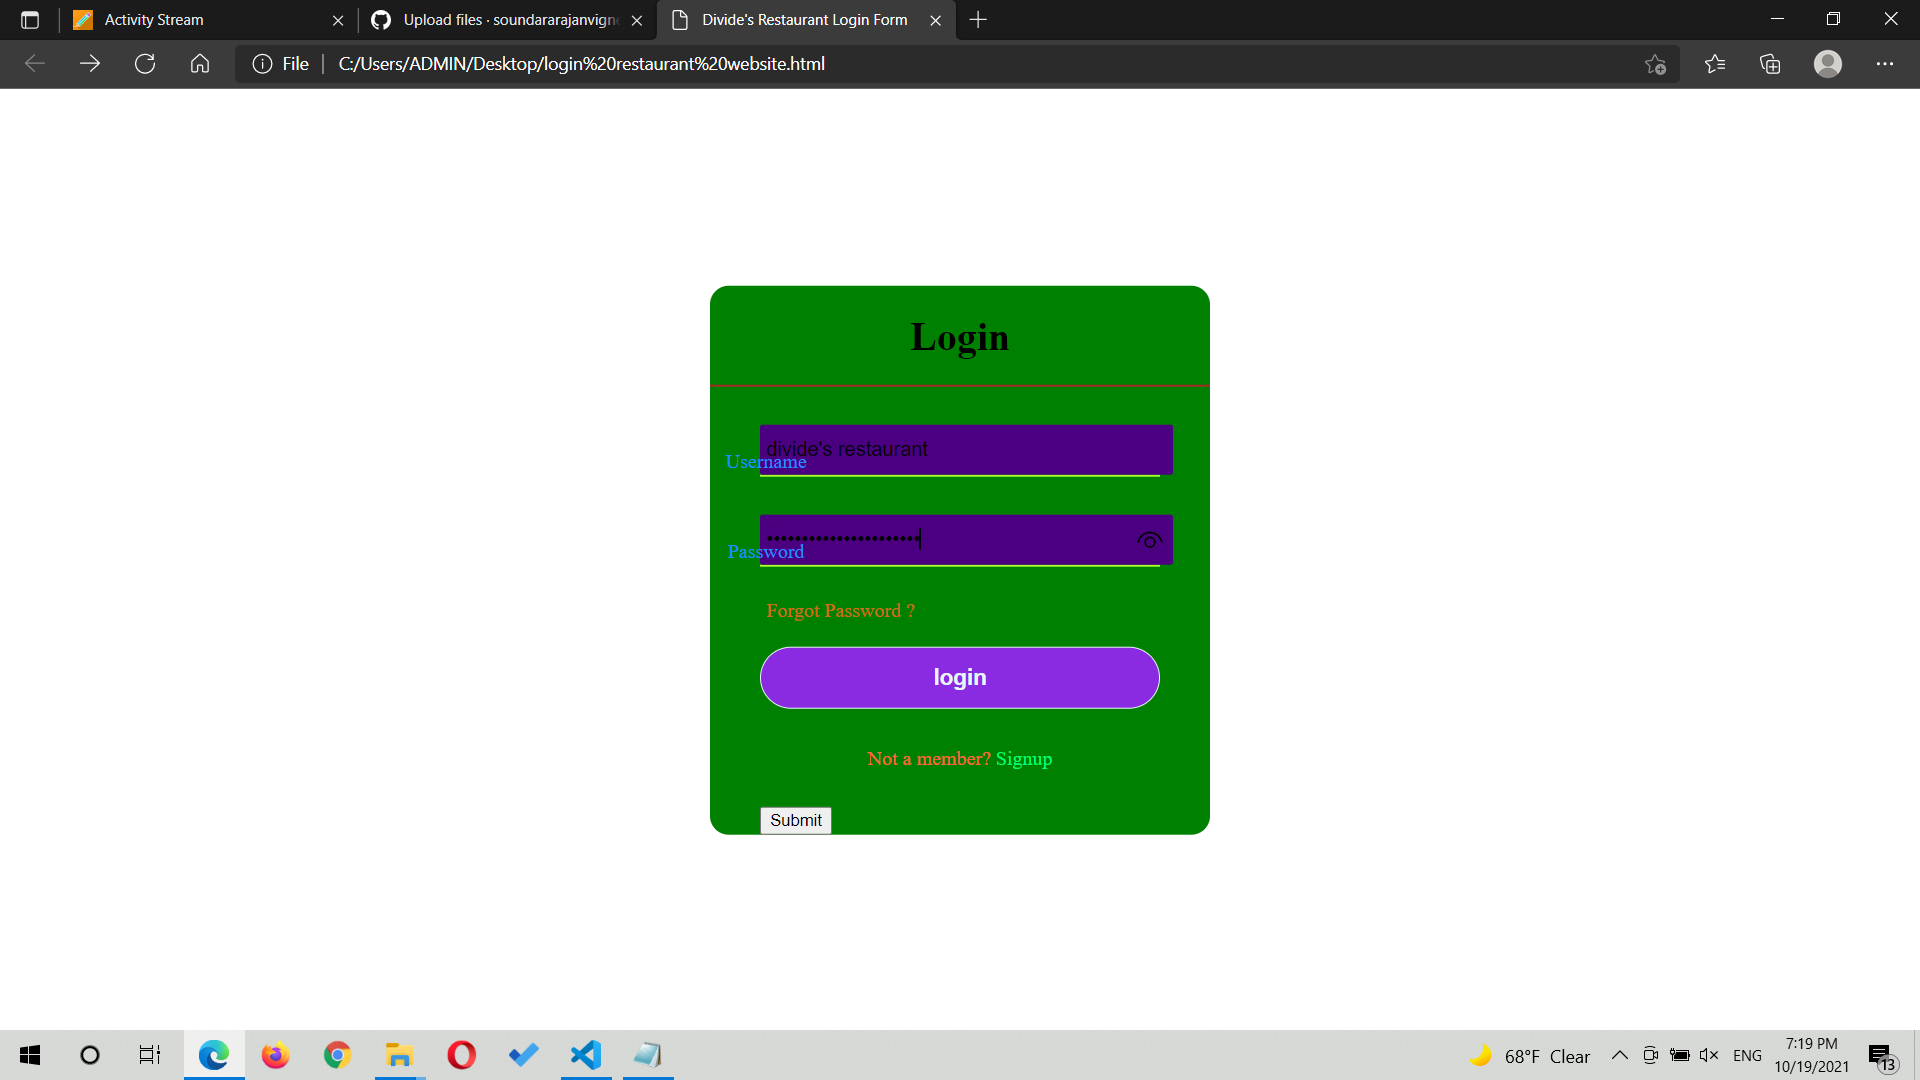 Activity Stream
Upload files · soundararajanvigne
Divide's Restaurant Login Form
File
C:/Users/ADMIN/Desktop/login%20restaurant%20website.html
Login
divide's restaurant
Username
••••••••••••••••••••••
Password
Forgot Password ?
login
Not a member? Signup
Submit
68°F Clear
ENG
7:19 PM
10/19/2021
13